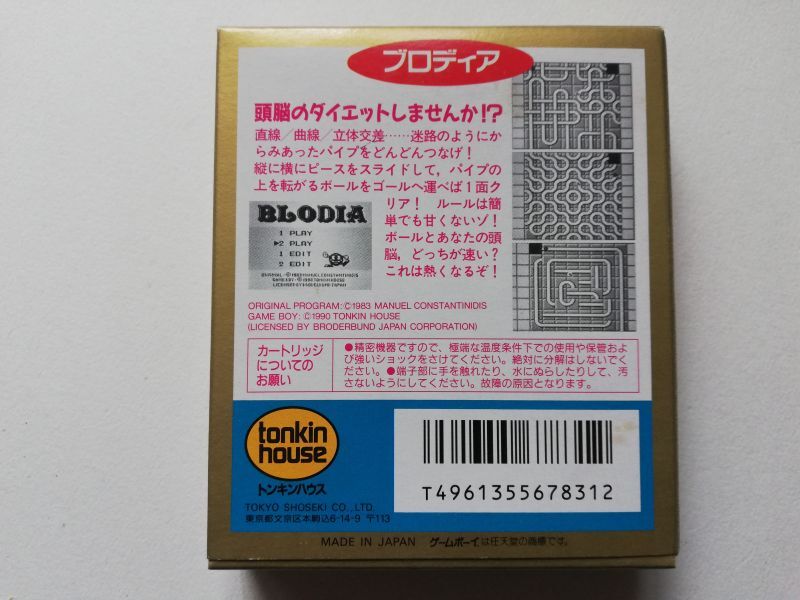 ブロディア
頭脳のダイエットしませんか!?
直線/曲線/立体交差……迷路のようにか
らみあったパイプをどんどんつなげ!
縦に横にピースをスライドして,パイプの
上を転がるボールをゴールへ運べば1面ク
リア! ルールは簡
単でも甘くないゾ!
ボールとあなたの頭
脳,どっちが速い?
これは熱くなるぞ!
BLODIA
1 PLAY
▶2 PLAY
1 EDIT
2 EDIT
ORIGINAL:©1983 MANUEL CONSTANTINIDIS
GAME BOY:©1990 TONKIN HOUSE
ORIGINAL PROGRAM:©1983 MANUEL CONSTANTINIDIS
GAME BOY:©1990 TONKIN HOUSE
(LICENSED BY BRODERBUND JAPAN CORPORATION)
カートリッジ
についての
お願い
●精密機器ですので、極端な温度条件下での使用や保管およ
び強いショックをさけてください。絶対に分解はしないでく
ださい。●端子部に手を触れたり、水にぬらしたりして、汚
さないようにしてください。故障の原因となります。
tonkin
house
トンキンハウス
TOKYO SHOSEKI CO., LTD.
東京都文京区本駒込6-14-9 〒113
T4961355678312
MADE IN JAPAN ゲームボーイは任天堂の商標です。